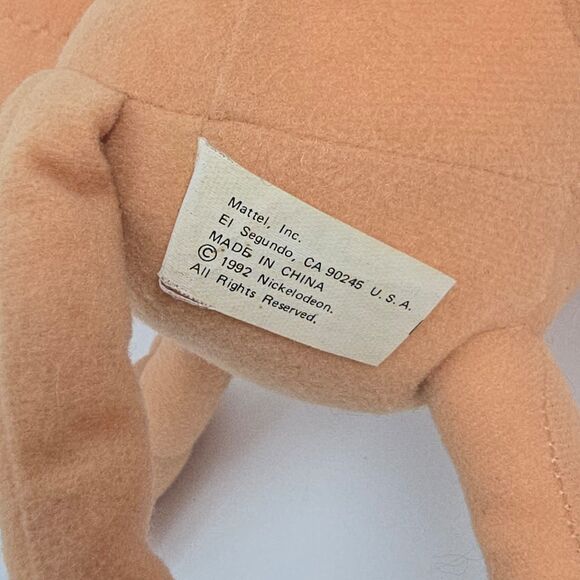 Mattel, Inc.
El Segundo, CA 90245 U.S.A.
MADE IN CHINA
© 1992 Nickelodeon.
All Rights Reserved.